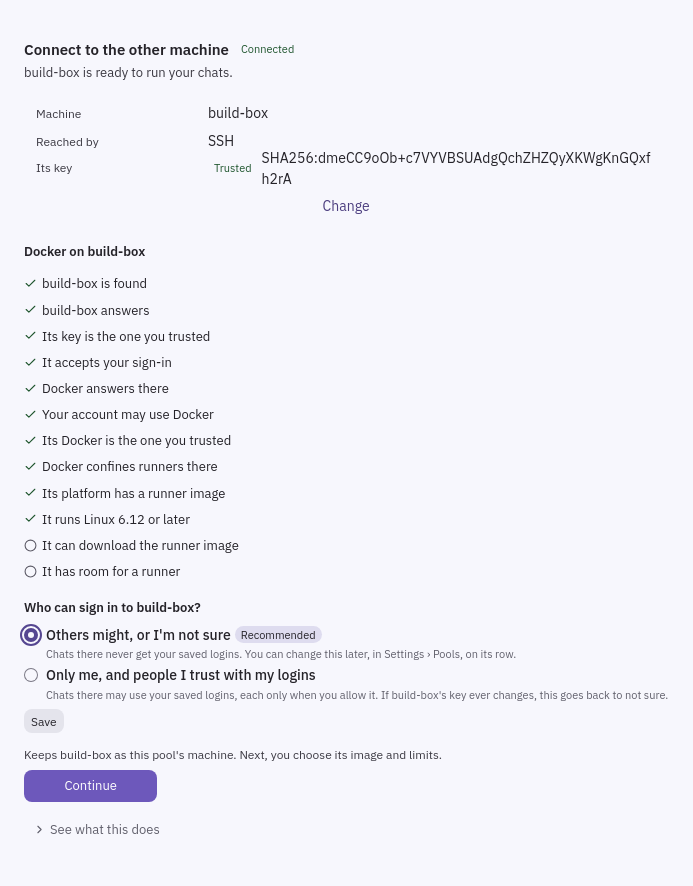 Connect to the other machine Connected
build-box is ready to run your chats.
Machine build-box
Reached by SSH
Its key Trusted SHA256:dmeCC9oOb+c7VYVBSUAdgQchZHZQyXKWgKnGQxf
h2rA
Change
Docker on build-box
build-box is found
build-box answers
Its key is the one you trusted
It accepts your sign-in
Docker answers there
Your account may use Docker
Its Docker is the one you trusted
Docker confines runners there
Its platform has a runner image
It runs Linux 6.12 or later
It can download the runner image
It has room for a runner
Who can sign in to build-box?
Others might, or I'm not sure Recommended
Chats there never get your saved logins. You can change this later, in Settings › Pools, on its row.
Only me, and people I trust with my logins
Chats there may use your saved logins, each only when you allow it. If build-box's key ever changes, this goes back to not sure.
Save
Keeps build-box as this pool's machine. Next, you choose its image and limits.
Continue
See what this does